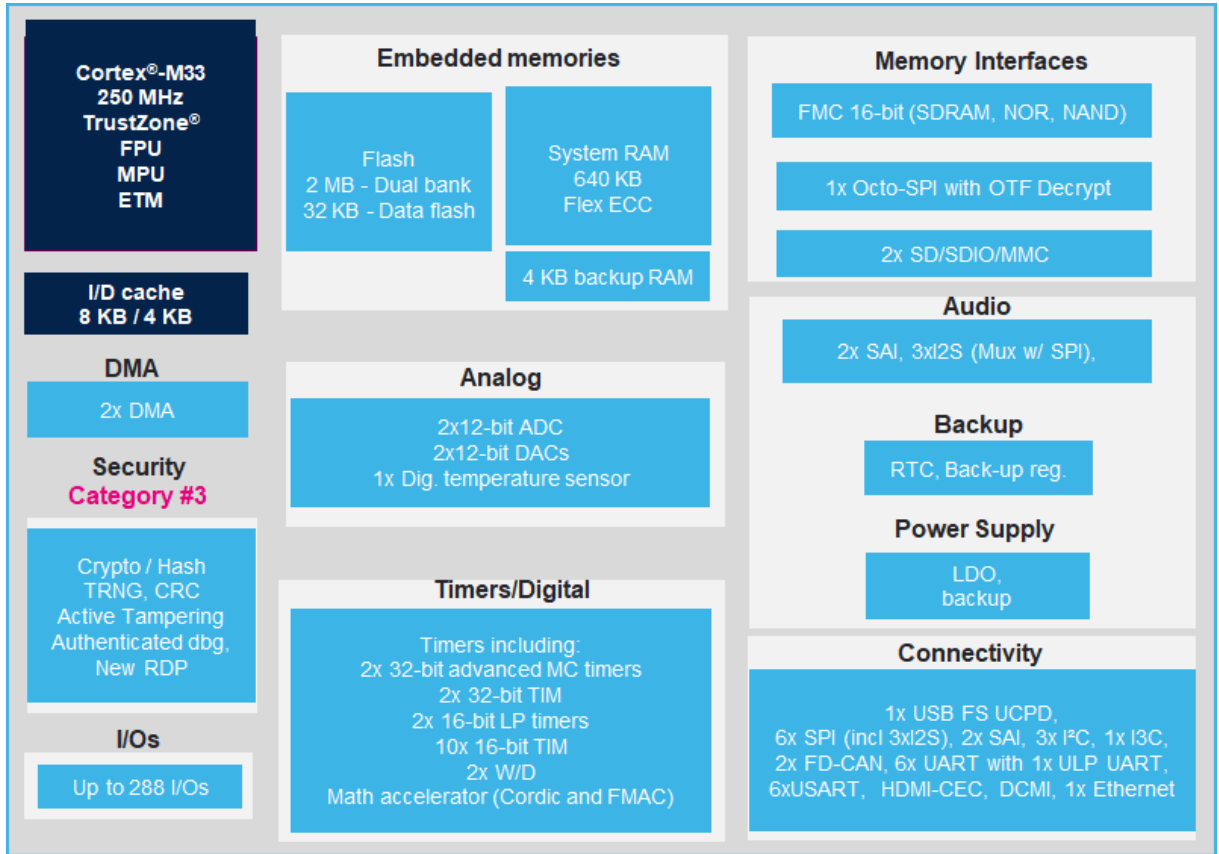 Cortex®-M33
250 MHz
TrustZone®
FPU
MPU
ETM
I/D cache
8 KB / 4 KB
DMA
2x DMA
Security
Category #3
Crypto / Hash
TRNG, CRC
Active Tampering
Authenticated dbg,
New RDP
I/Os
Up to 288 I/Os
Embedded memories
Flash
2 MB - Dual bank
32 KB - Data flash
System RAM
640 KB
Flex ECC
4 KB backup RAM
Analog
2x12-bit ADC
2x12-bit DACs
1x Dig. temperature sensor
Timers/Digital
Timers including:
2x 32-bit advanced MC timers
2x 32-bit TIM
2x 16-bit LP timers
10x 16-bit TIM
2x W/D
Math accelerator (Cordic and FMAC)
Memory Interfaces
FMC 16-bit (SDRAM, NOR, NAND)
1x Octo-SPI with OTF Decrypt
2x SD/SDIO/MMC
Audio
2x SAI, 3xI2S (Mux w/ SPI),
Backup
RTC, Back-up reg.
Power Supply
LDO,
backup
Connectivity
1x USB FS UCPD,
6x SPI (incl 3xI2S), 2x SAI, 3x I²C, 1x I3C,
2x FD-CAN, 6x UART with 1x ULP UART,
6xUSART, HDMI-CEC, DCMI, 1x Ethernet